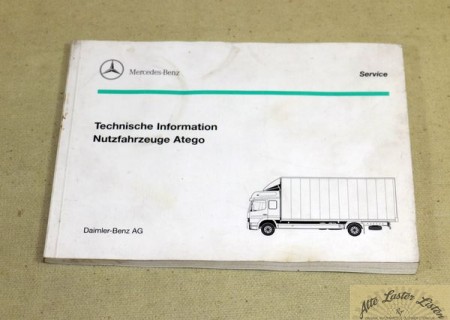 Mercedes-Benz
Service
Technische Information
Nutzfahrzeuge Atego
Daimler-Benz AG
Alte Laster Listen